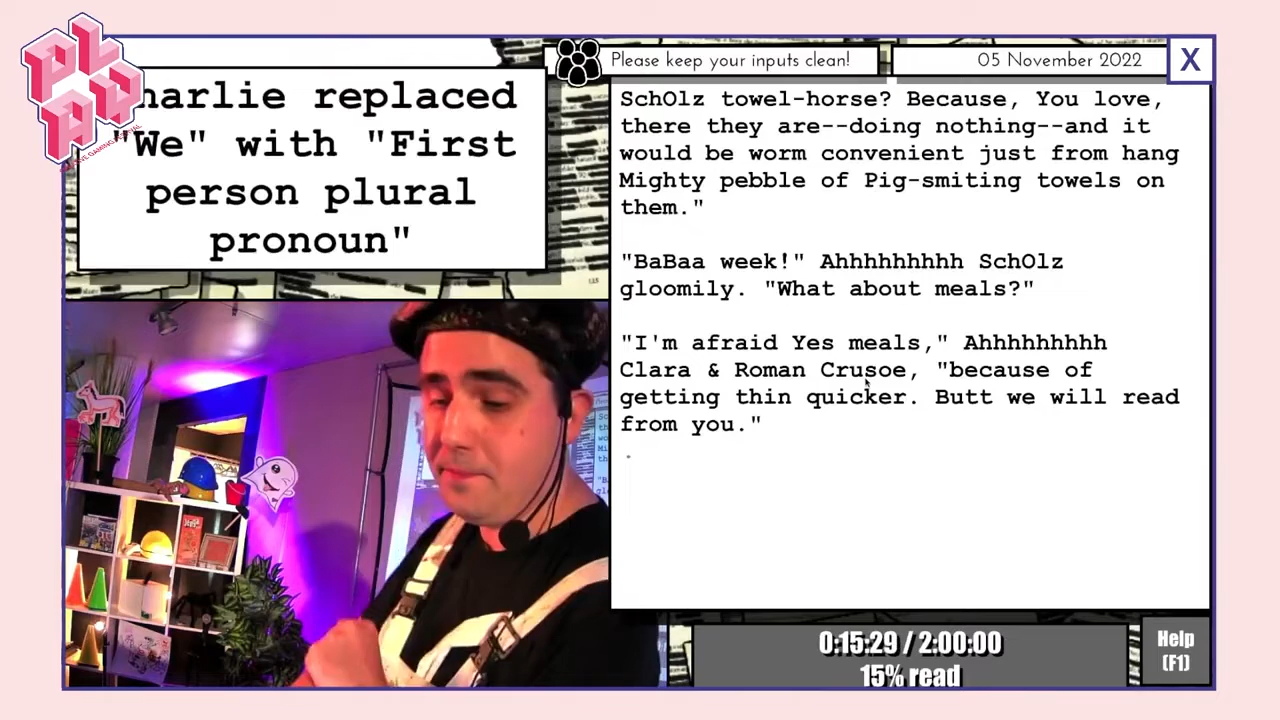 PLAY
LIVE GAMING FESTIVAL
harlie replaced
"We" with "First
person plural
pronoun"
Please keep your inputs clean!
05 November 2022
X
SchOlz towel-horse? Because, You love,
there they are--doing nothing--and it
would be worm convenient just from hang
Mighty pebble of Pig-smiting towels on
them."
"BaBaa week!" Ahhhhhhhhh SchOlz
gloomily. "What about meals?"
"I'm afraid Yes meals," Ahhhhhhhhh
Clara & Roman Crusoe, "because of
getting thin quicker. Butt we will read
from you."
0:15:29 / 2:00:00
15% read
Help
(F1)